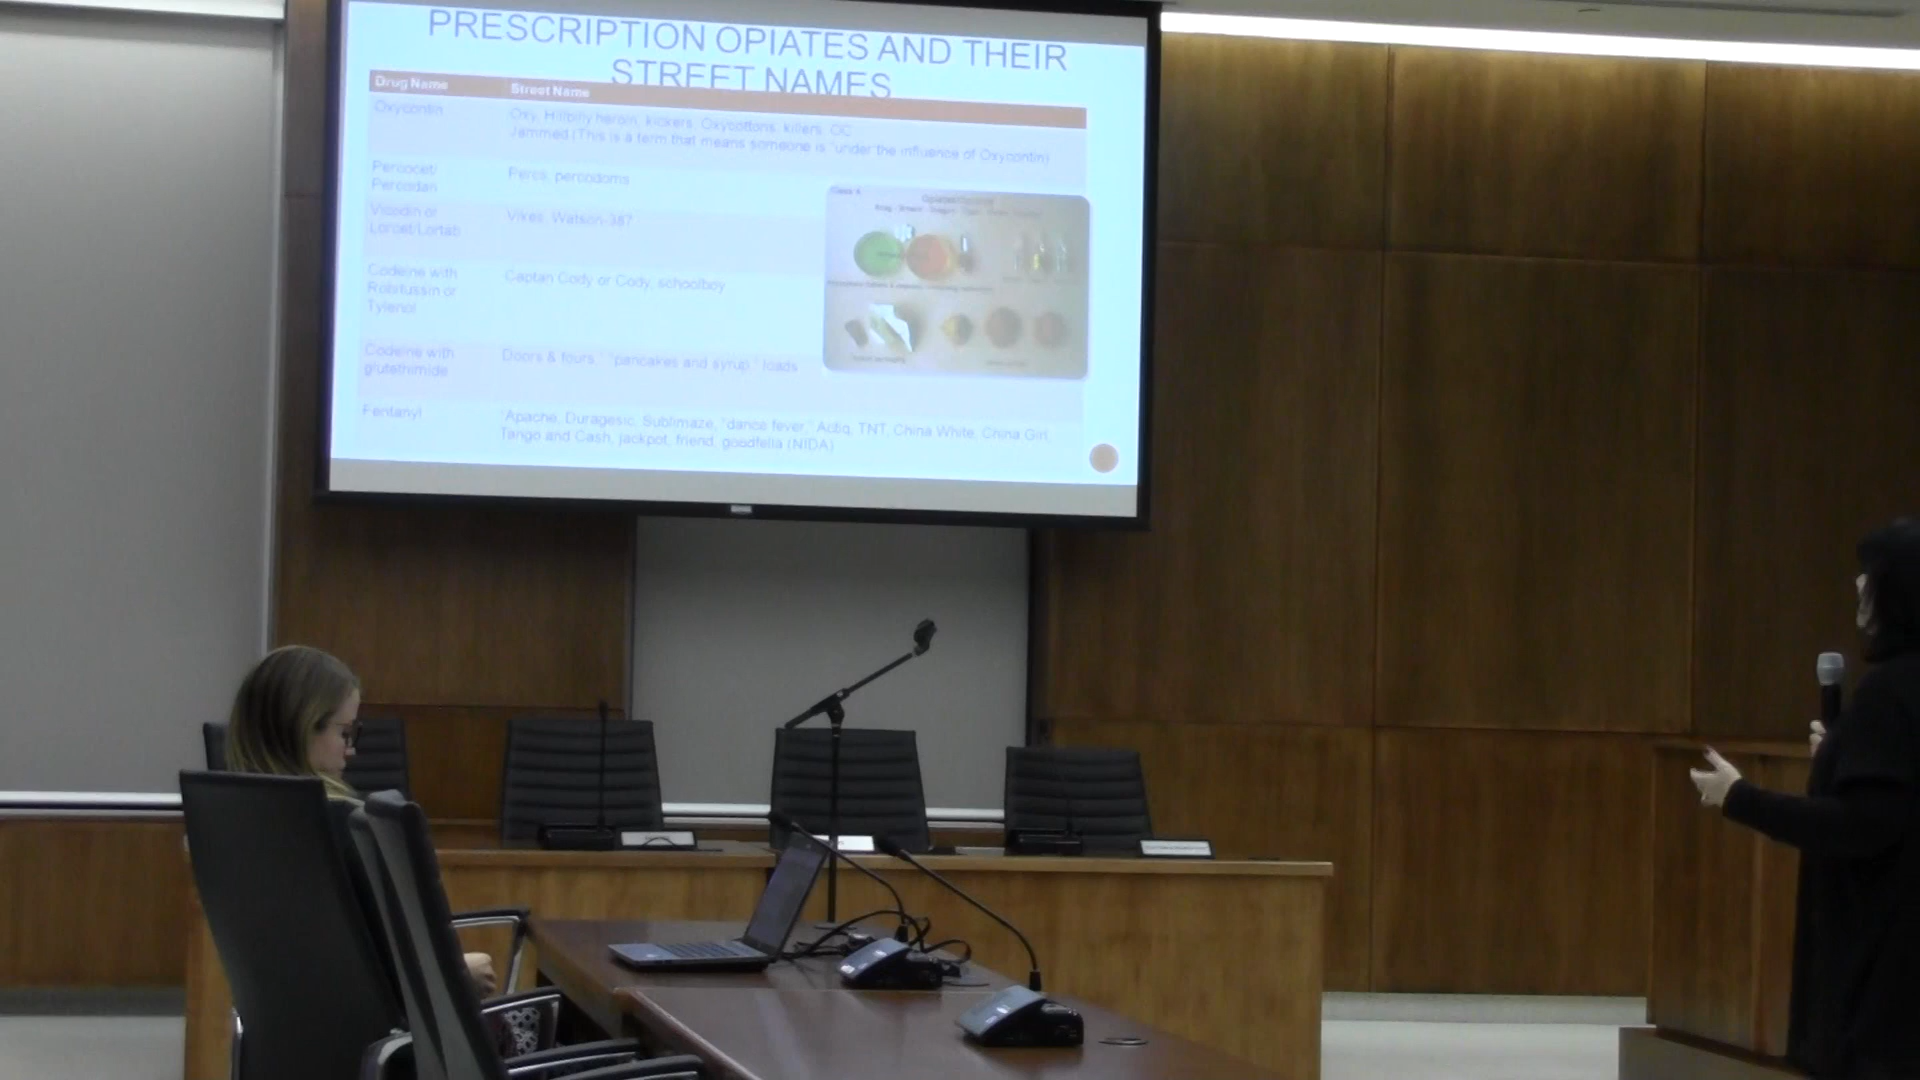 PRESCRIPTION OPIATES AND THEIR
STREET NAMES
Drug Name Street Name
Oxycontin Oxy, Hillbilly heroin, kickers, Oxycottons, killers, OC
Jammed (This is a term that means someone is "under the influence of Oxycontin)
Percocet/ Percs, percodoms
Percodan
Vicodin or Vikes, Watson-387
Lorcet/Lortab
Codeine with Captan Cody or Cody, schoolboy
Robitussin or
Tylenol
Codeine with Doors & fours "pancakes and syrup," loads
glutethimide
Fentanyl "Apache, Duragesic, Sublimaze, "dance fever," Actiq, TNT, China White, China Girl,
Tango and Cash, jackpot, friend, goodfella (NIDA)
Class A